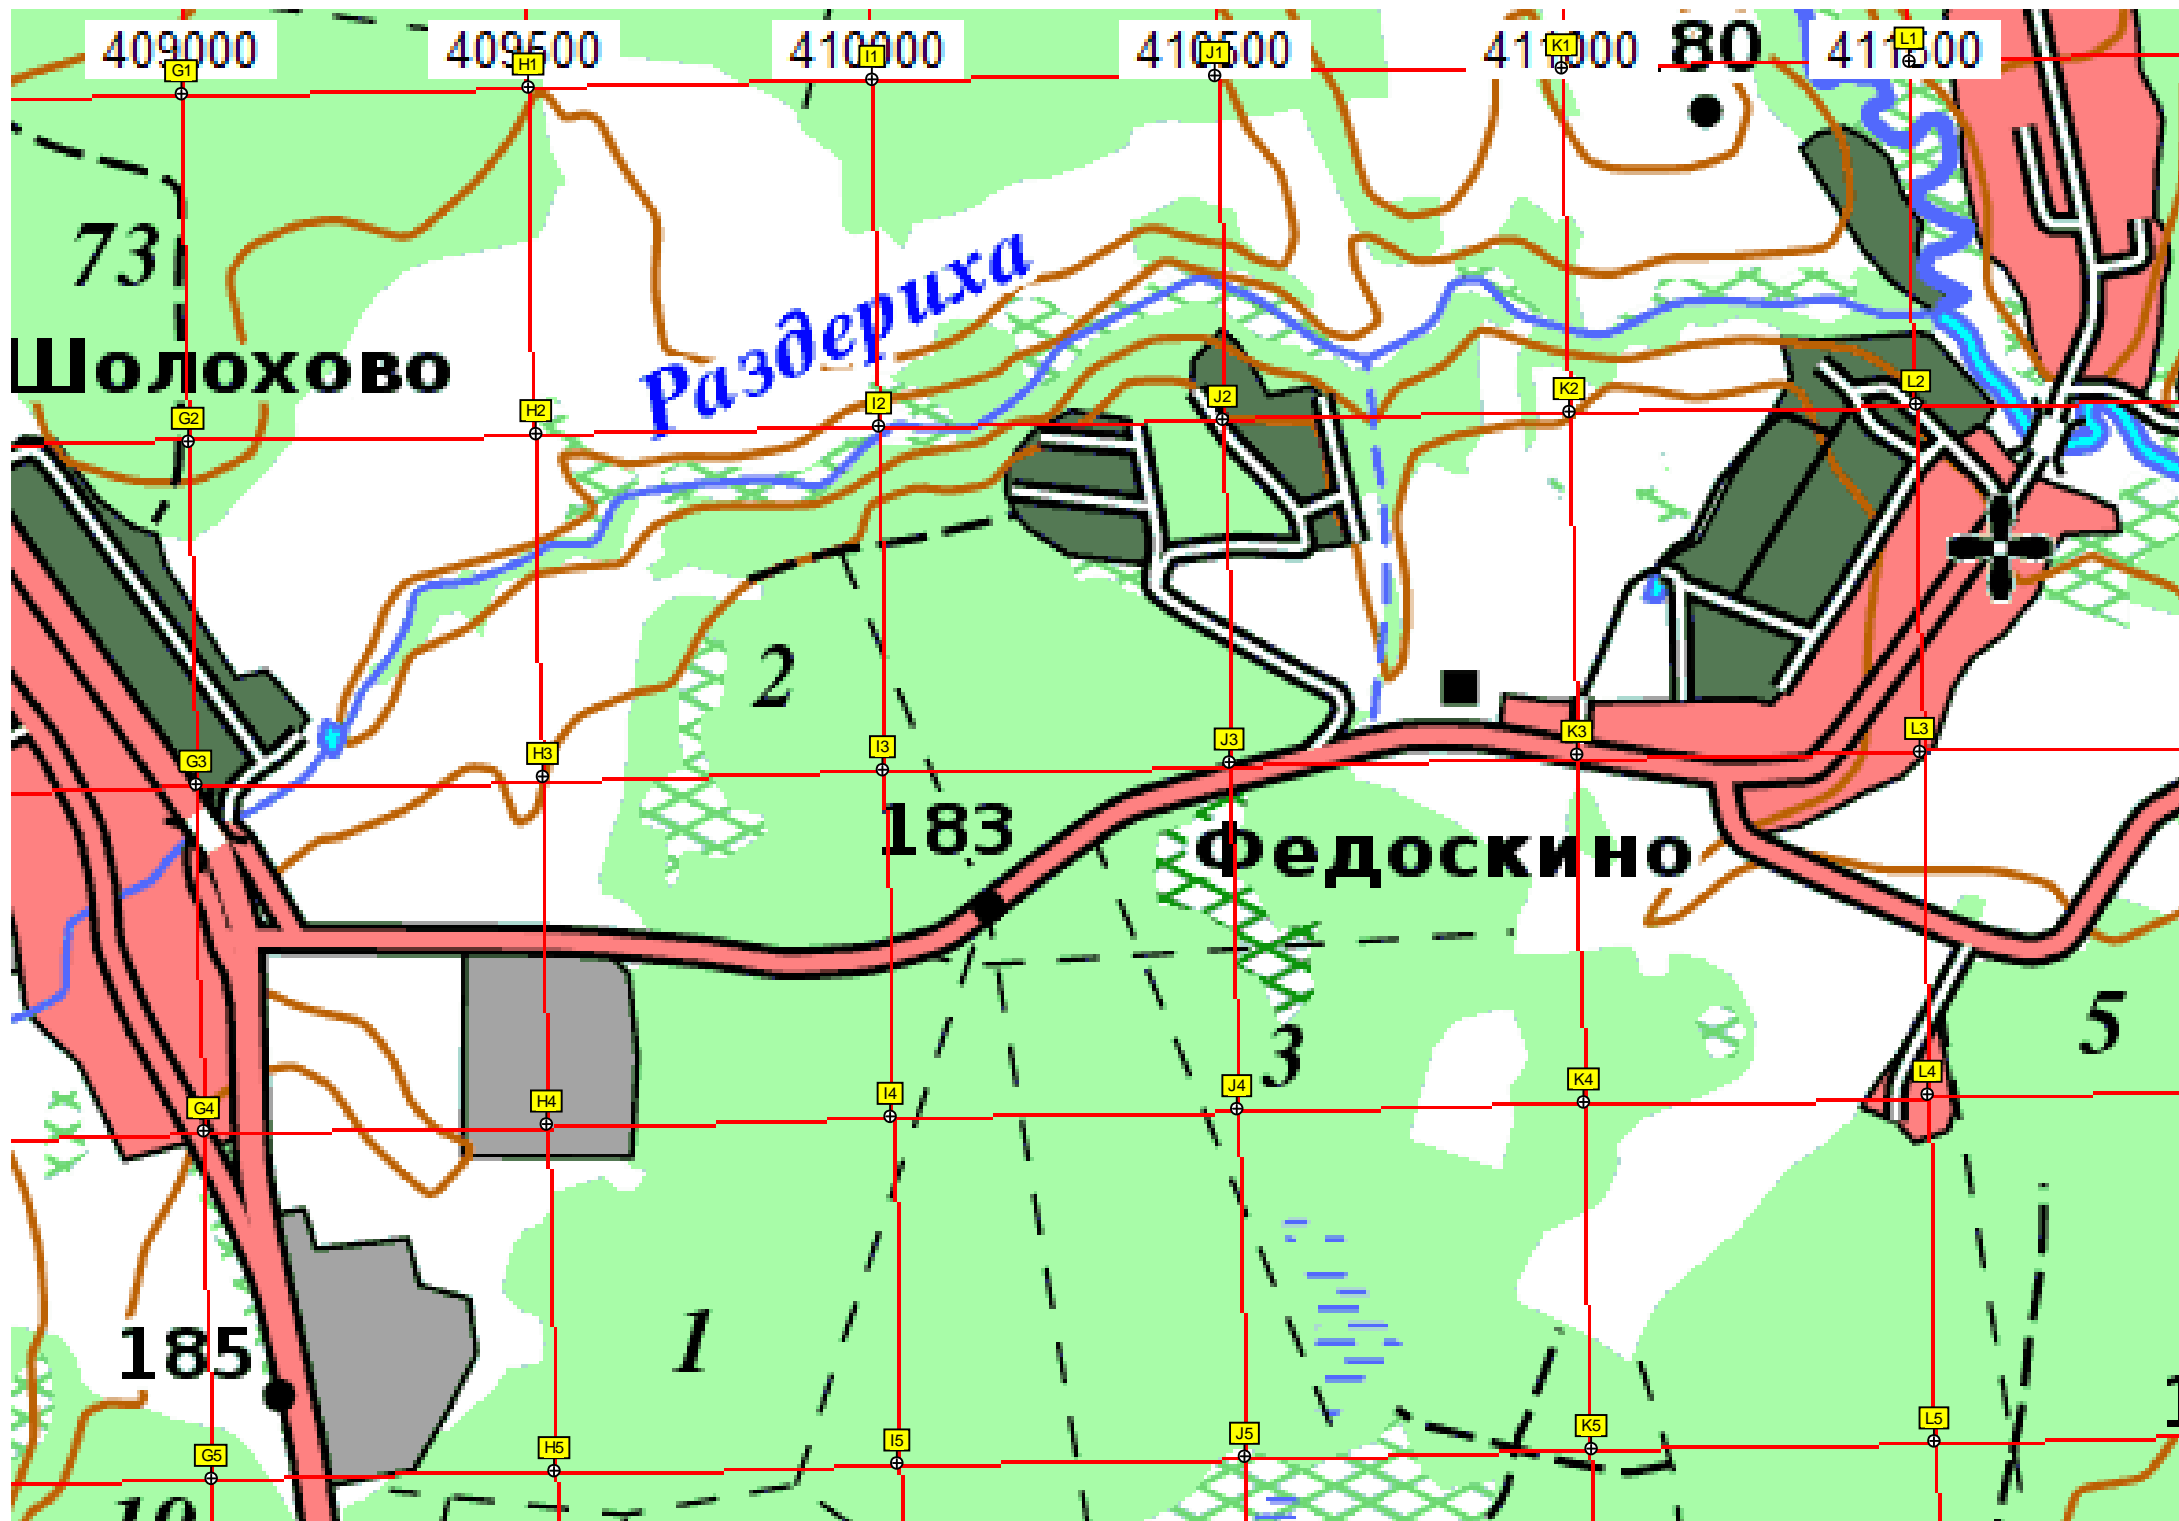 409000 409500 410000 410500 411000 80 411500
G1 H1 I1 J1 K1 L1
73
Раздериха
Шолохово
G2 H2 I2 J2 K2 L2
2
G3 H3 I3 J3 K3 L3
183
Федоскино
3
5
G4 H4 I4 J4 K4 L4
1
185
G5 H5 I5 J5 K5 L5